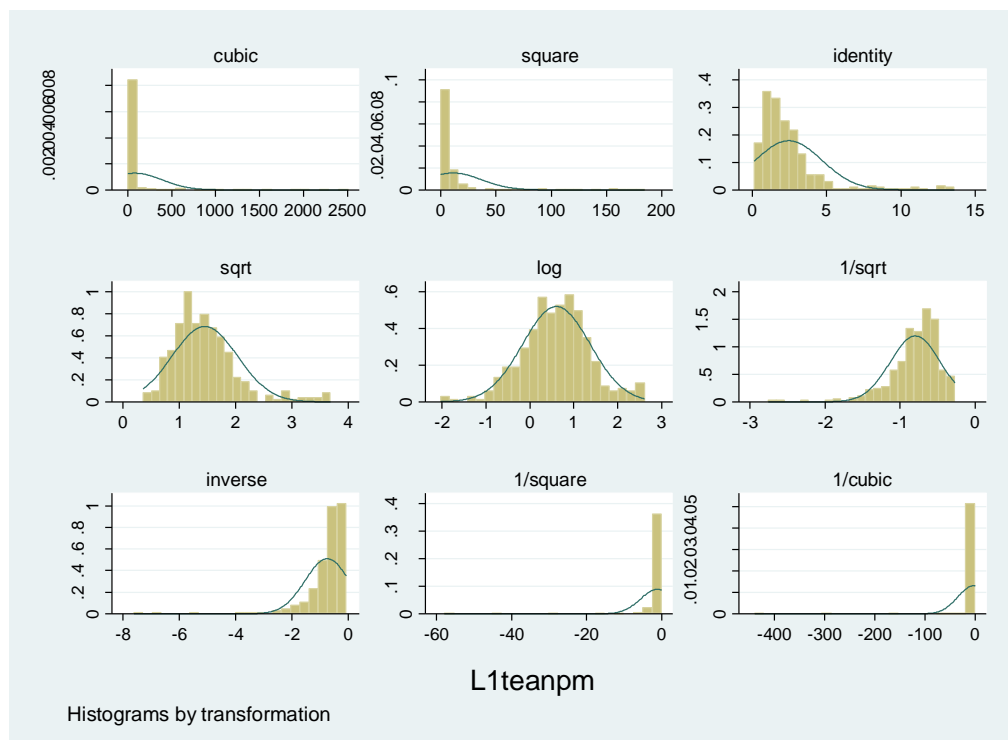 cubic
0 .002004006008
0 500 1000 1500 2000 2500
square
0 .02.04.06.08 .1
0 50 100 150 200
identity
0 .1 .2 .3 .4
0 5 10 15
sqrt
0 .2 .4 .6 .8 1
0 1 2 3 4
log
0 .2 .4 .6
-2 -1 0 1 2 3
1/sqrt
0 .5 1 1.5 2
-3 -2 -1 0
inverse
0 .2 .4 .6 .8 1
-8 -6 -4 -2 0
1/square
0 .1 .2 .3 .4
-60 -40 -20 0
1/cubic
0 .01.02.03.04.05
-400 -300 -200 -100 0
L1teanpm
Histograms by transformation